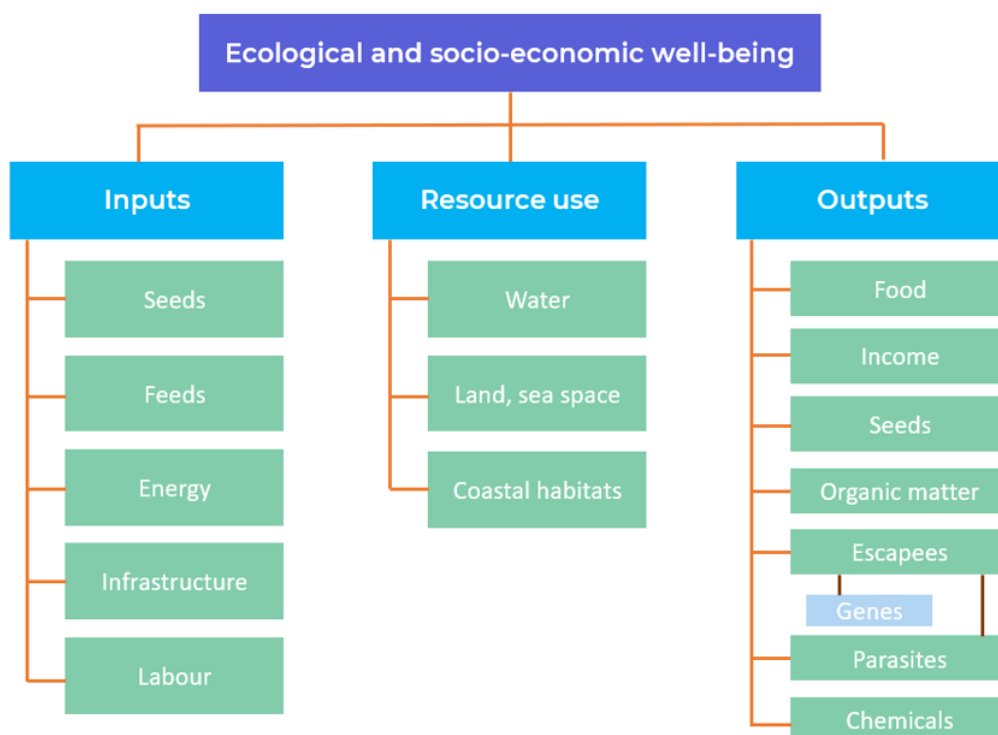 Ecological and socio-economic well-being
Inputs
Seeds
Feeds
Energy
Infrastructure
Labour
Resource use
Water
Land, sea space
Coastal habitats
Outputs
Food
Income
Seeds
Organic matter
Escapees
Genes
Parasites
Chemicals